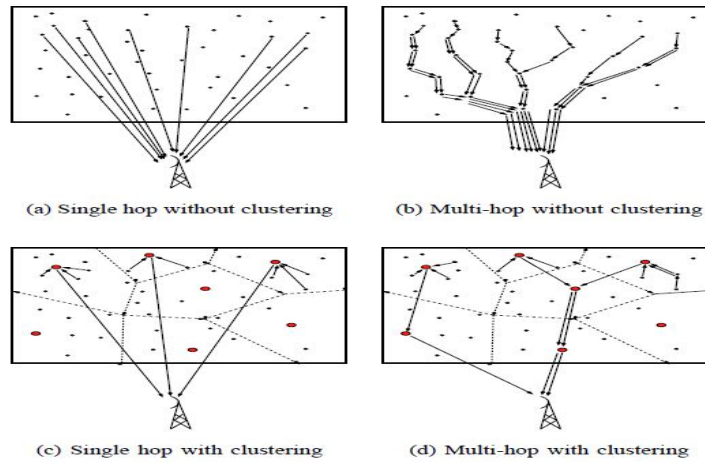 (a) Single hop without clustering
(b) Multi-hop without clustering
(c) Single hop with clustering
(d) Multi-hop with clustering